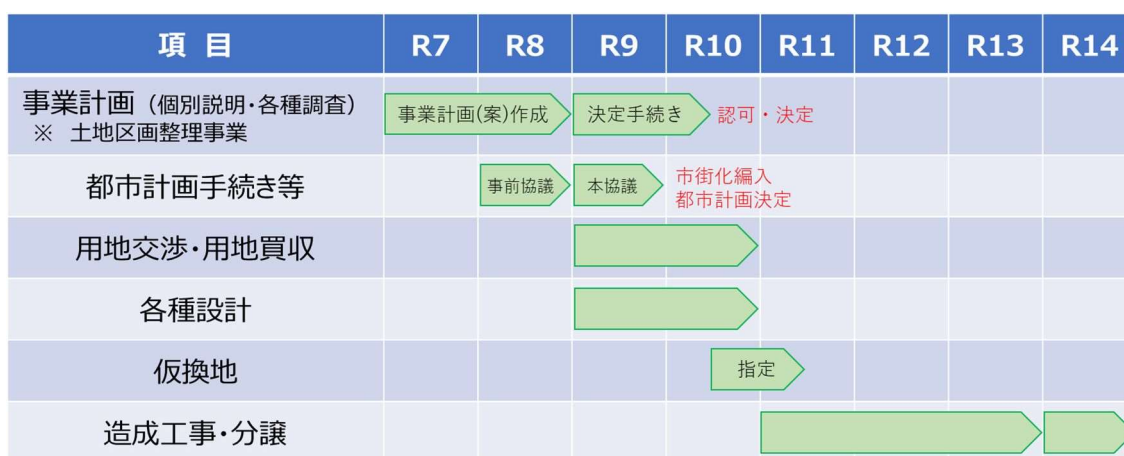 項 目 R7 R8 R9 R10 R11 R12 R13 R14
事業計画（個別説明・各種調査）
※ 土地区画整理事業
事業計画(案)作成 決定手続き 認可・決定
都市計画手続き等 事前協議 本協議 市街化編入
都市計画決定
用地交渉・用地買収
各種設計
仮換地 指定
造成工事・分譲